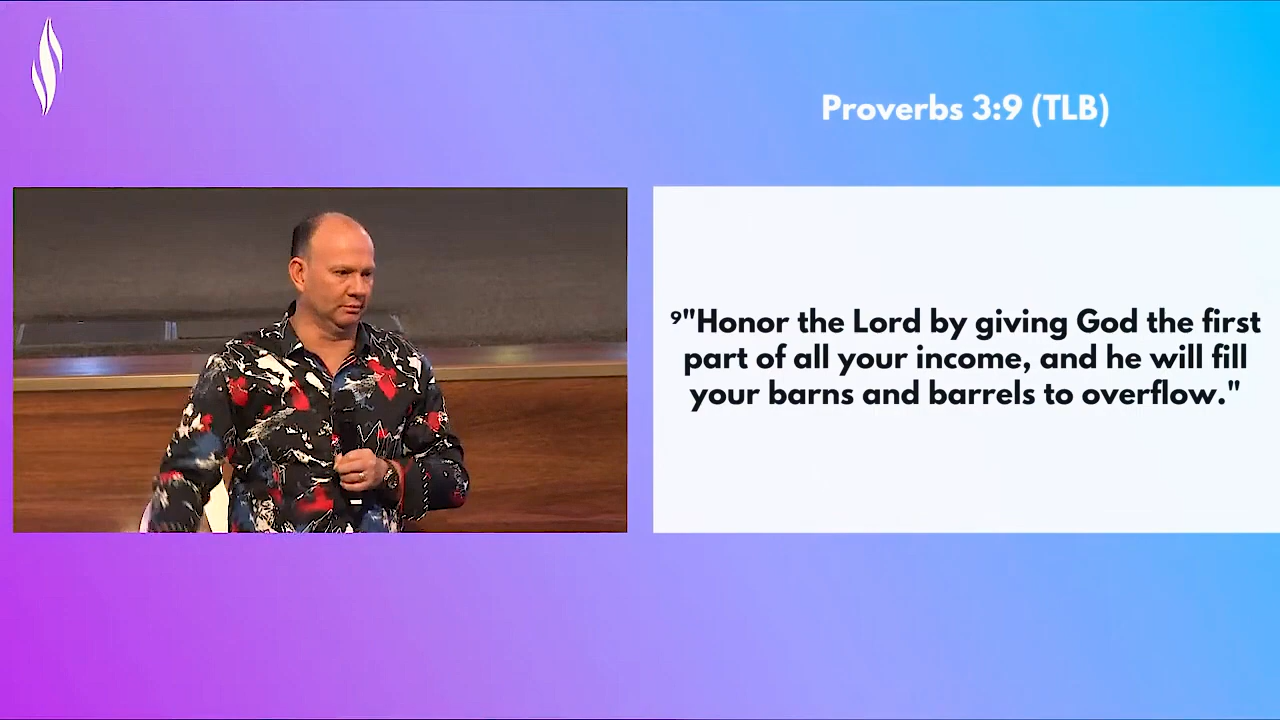 Proverbs 3:9 (TLB)
⁹"Honor the Lord by giving God the first
part of all your income, and he will fill
your barns and barrels to overflow."